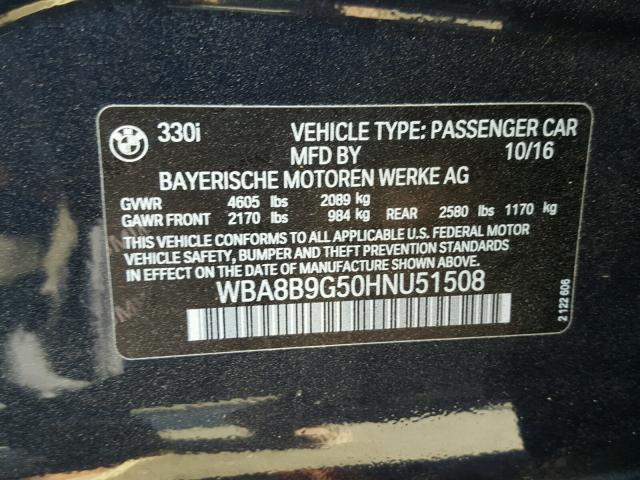 330i VEHICLE TYPE: PASSENGER CAR
MFD BY 10/16
BAYERISCHE MOTOREN WERKE AG
GVWR 4605 lbs 2089 kg
GAWR FRONT 2170 lbs 984 kg REAR 2580 lbs 1170 kg
THIS VEHICLE CONFORMS TO ALL APPLICABLE U.S. FEDERAL MOTOR
VEHICLE SAFETY, BUMPER AND THEFT PREVENTION STANDARDS
IN EFFECT ON THE DATE OF MANUFACTURE SHOWN ABOVE.
WBA8B9G50HNU51508
2 122 606